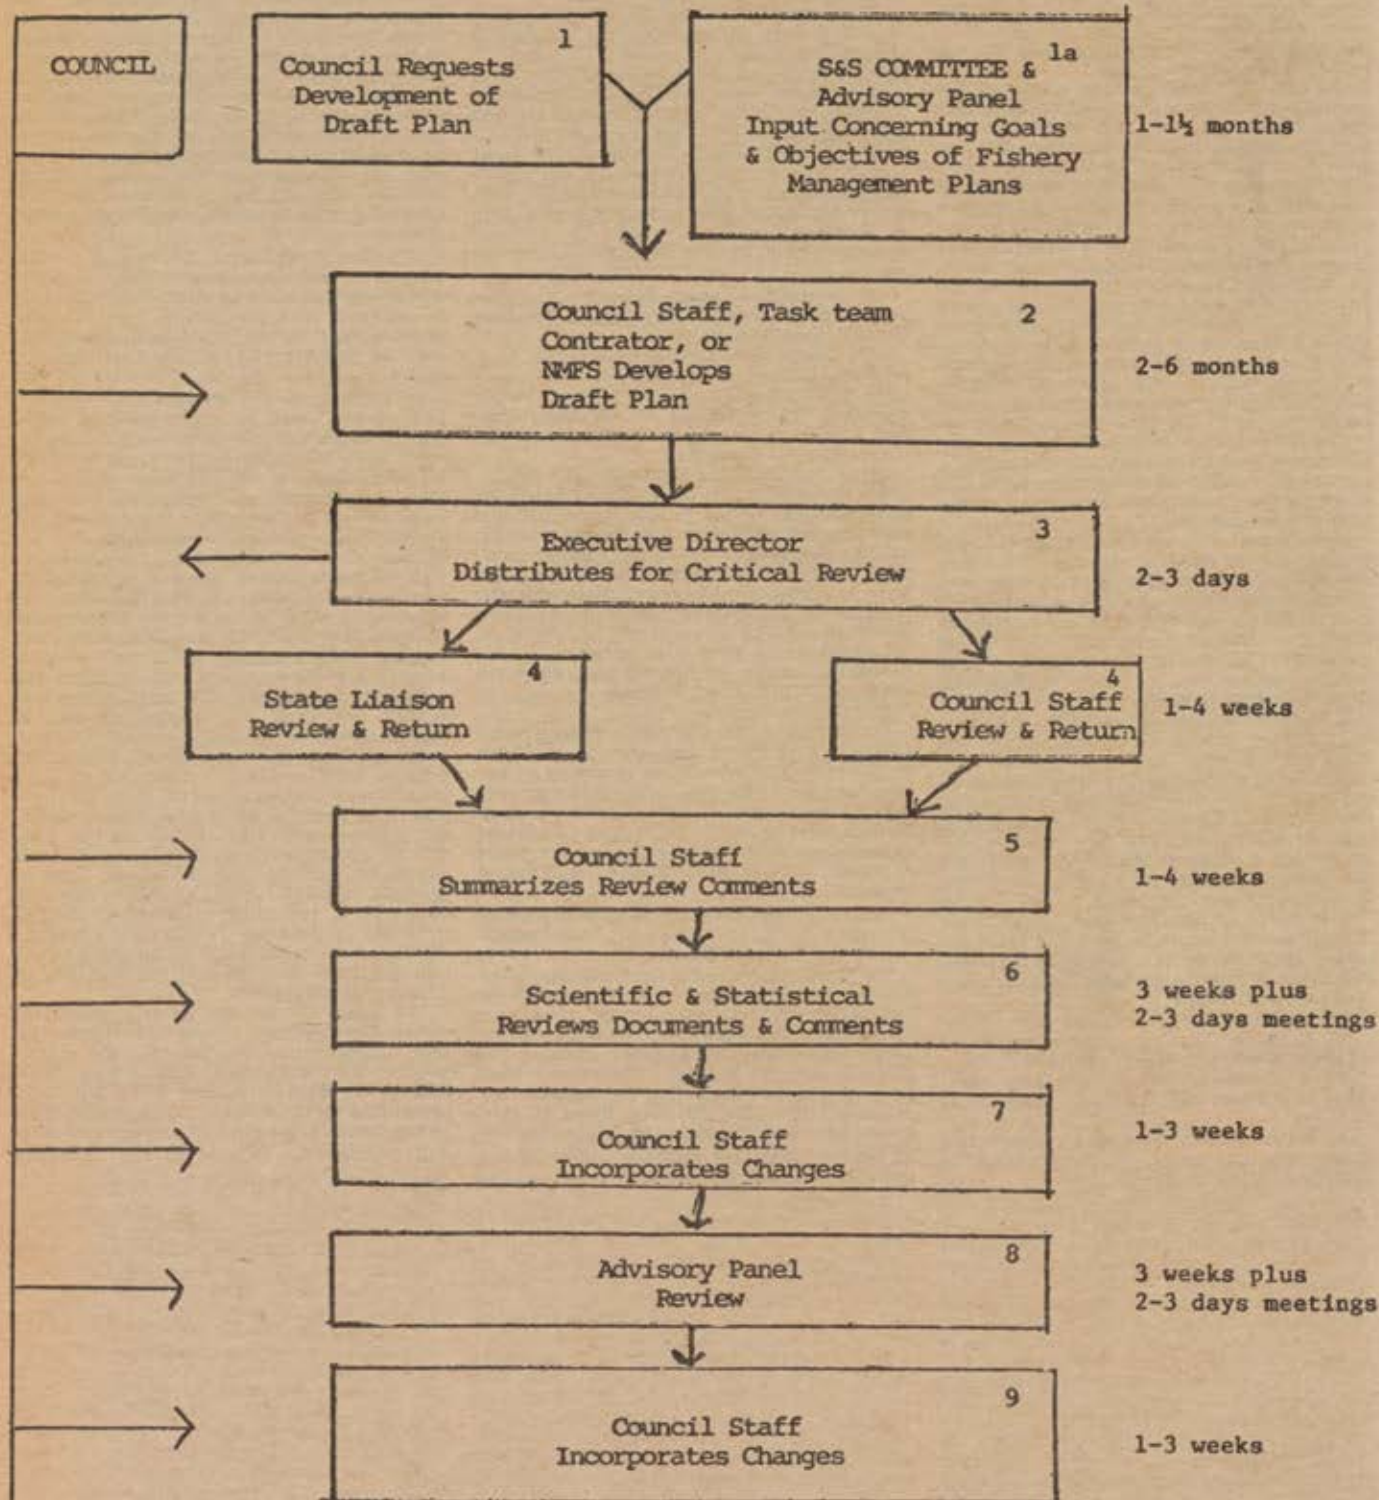 COUNCIL
1
Council Requests
Development of
Draft Plan
1a
S&S COMMITTEE &
Advisory Panel
Input Concerning Goals
& Objectives of Fishery
Management Plans
1-1½ months
2
Council Staff, Task team
Contrator, or
NMFS Develops
Draft Plan
2-6 months
3
Executive Director
Distributes for Critical Review
2-3 days
4
State Liaison
Review & Return
4
Council Staff
Review & Return
1-4 weeks
5
Council Staff
Summarizes Review Comments
1-4 weeks
6
Scientific & Statistical
Reviews Documents & Comments
3 weeks plus
2-3 days meetings
7
Council Staff
Incorporates Changes
1-3 weeks
8
Advisory Panel
Review
3 weeks plus
2-3 days meetings
9
Council Staff
Incorporates Changes
1-3 weeks